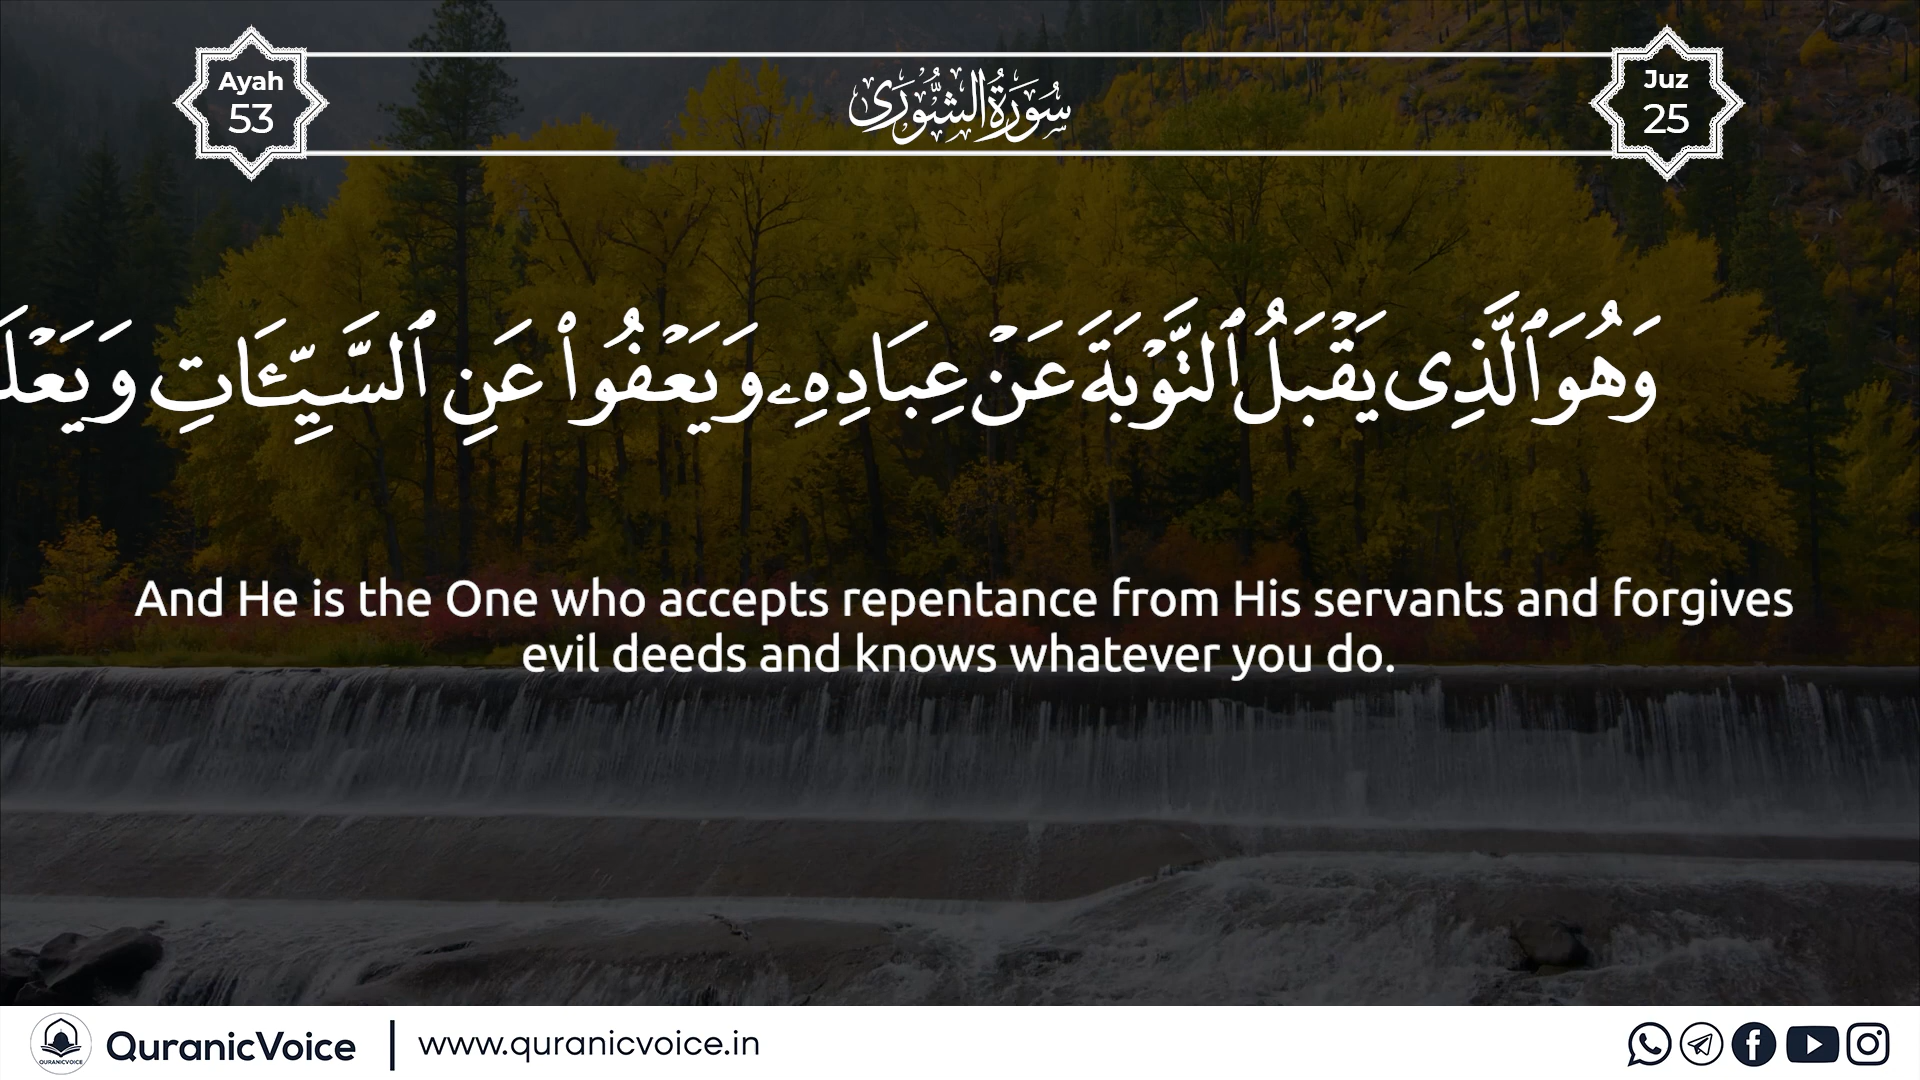 Ayah
53
سُورَةُ الشُّورَى
Juz
25
وَهُوَ ٱلَّذِى يَقْبَلُ ٱلتَّوْبَةَ عَنْ عِبَادِهِۦ وَيَعْفُوا۟ عَنِ ٱلسَّيِّـَٔاتِ
And He is the One who accepts repentance from His servants and forgives
evil deeds and knows whatever you do.
QURANICVOICE
QuranicVoice | www.quranicvoice.in